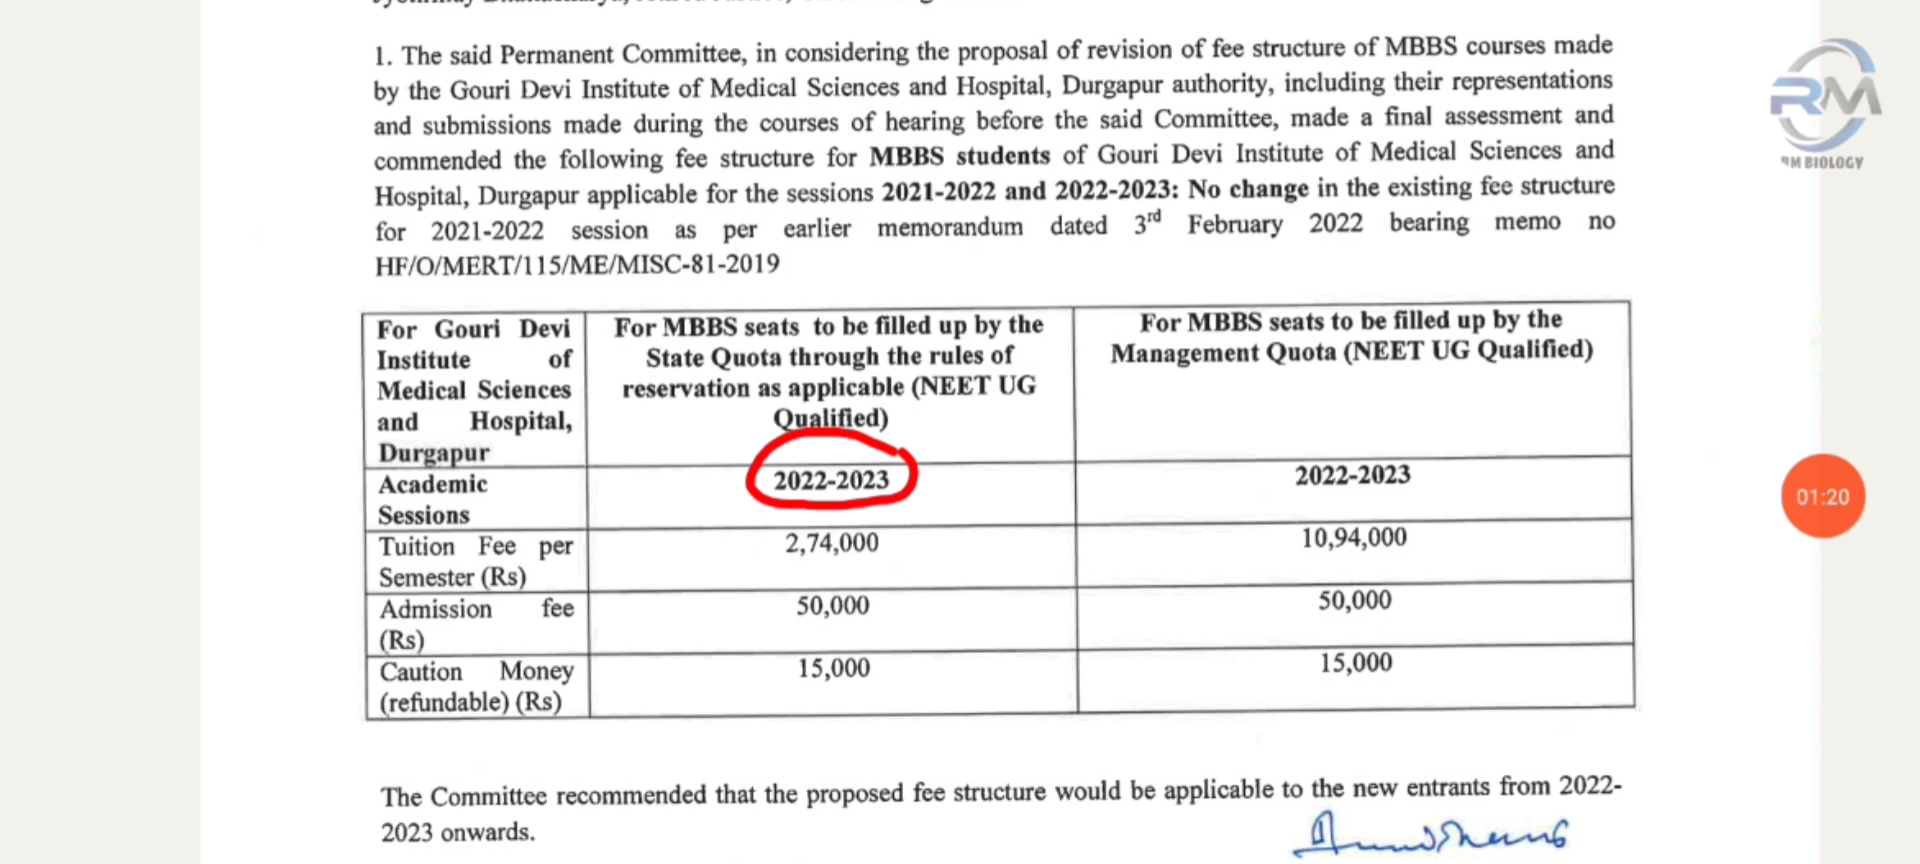 1. The said Permanent Committee, in considering the proposal of revision of fee structure of MBBS courses made
by the Gouri Devi Institute of Medical Sciences and Hospital, Durgapur authority, including their representations
and submissions made during the courses of hearing before the said Committee, made a final assessment and
commended the following fee structure for MBBS students of Gouri Devi Institute of Medical Sciences and
Hospital, Durgapur applicable for the sessions 2021-2022 and 2022-2023: No change in the existing fee structure
for 2021-2022 session as per earlier memorandum dated 3rd February 2022 bearing memo no
HF/O/MERT/115/ME/MISC-81-2019
For Gouri Devi
Institute of
Medical Sciences
and Hospital,
Durgapur
For MBBS seats to be filled up by the
State Quota through the rules of
reservation as applicable (NEET UG
Qualified)
For MBBS seats to be filled up by the
Management Quota (NEET UG Qualified)
Academic
Sessions
2022-2023
2022-2023
Tuition Fee per
Semester (Rs)
2,74,000
10,94,000
Admission fee
(Rs)
50,000
50,000
Caution Money
(refundable) (Rs)
15,000
15,000
The Committee recommended that the proposed fee structure would be applicable to the new entrants from 2022-
2023 onwards.
RM
RM BIOLOGY
01:20